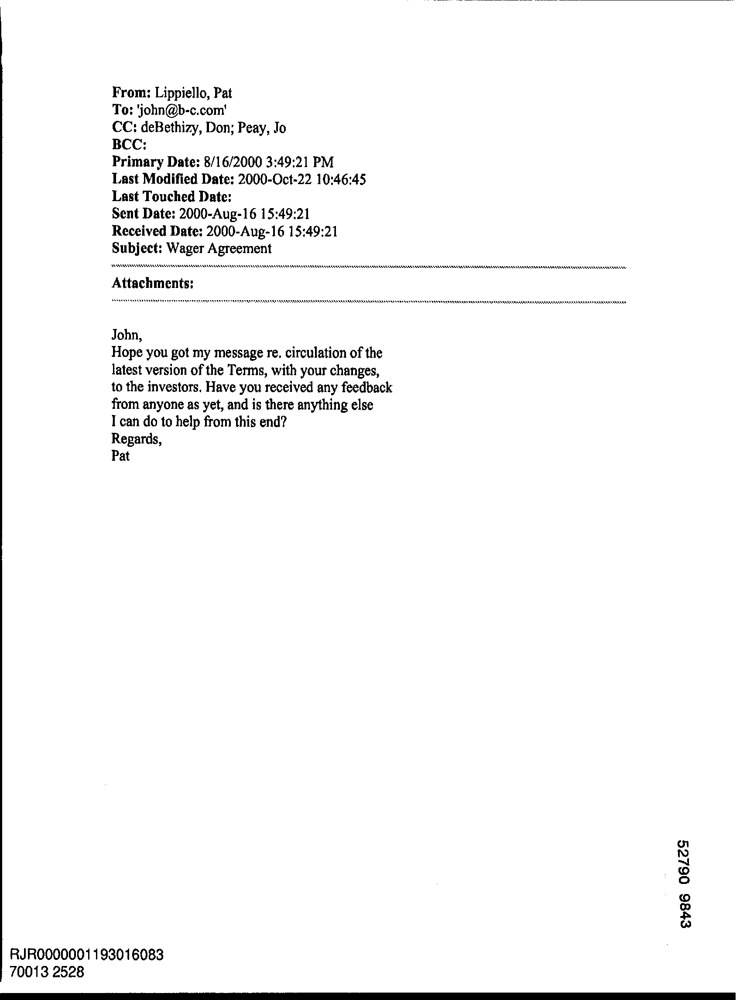 From: Lippiello, Pat
To: 'john@b-c.com'
CC: deBethizy, Don; Peay, Jo
BCC:
Primary Date: 8/16/2000 3:49:21 PM
Last Modified Date: 2000-Oct-22 10:46:45
Last Touched Date:
Sent Date: 2000-Aug-16 15:49:21
Received Date: 2000-Aug-16 15:49:21
Subject: Wager Agreement
Attachments:
John,
Hope you got my message re. circulation of the
latest version of the Terms, with your changes,
to the investors. Have you received any feedback
from anyone as yet, and is there anything else
I can do to help from this end?
Regards,
Pat
52790 9843
RJR0000001193016083
70013 2528